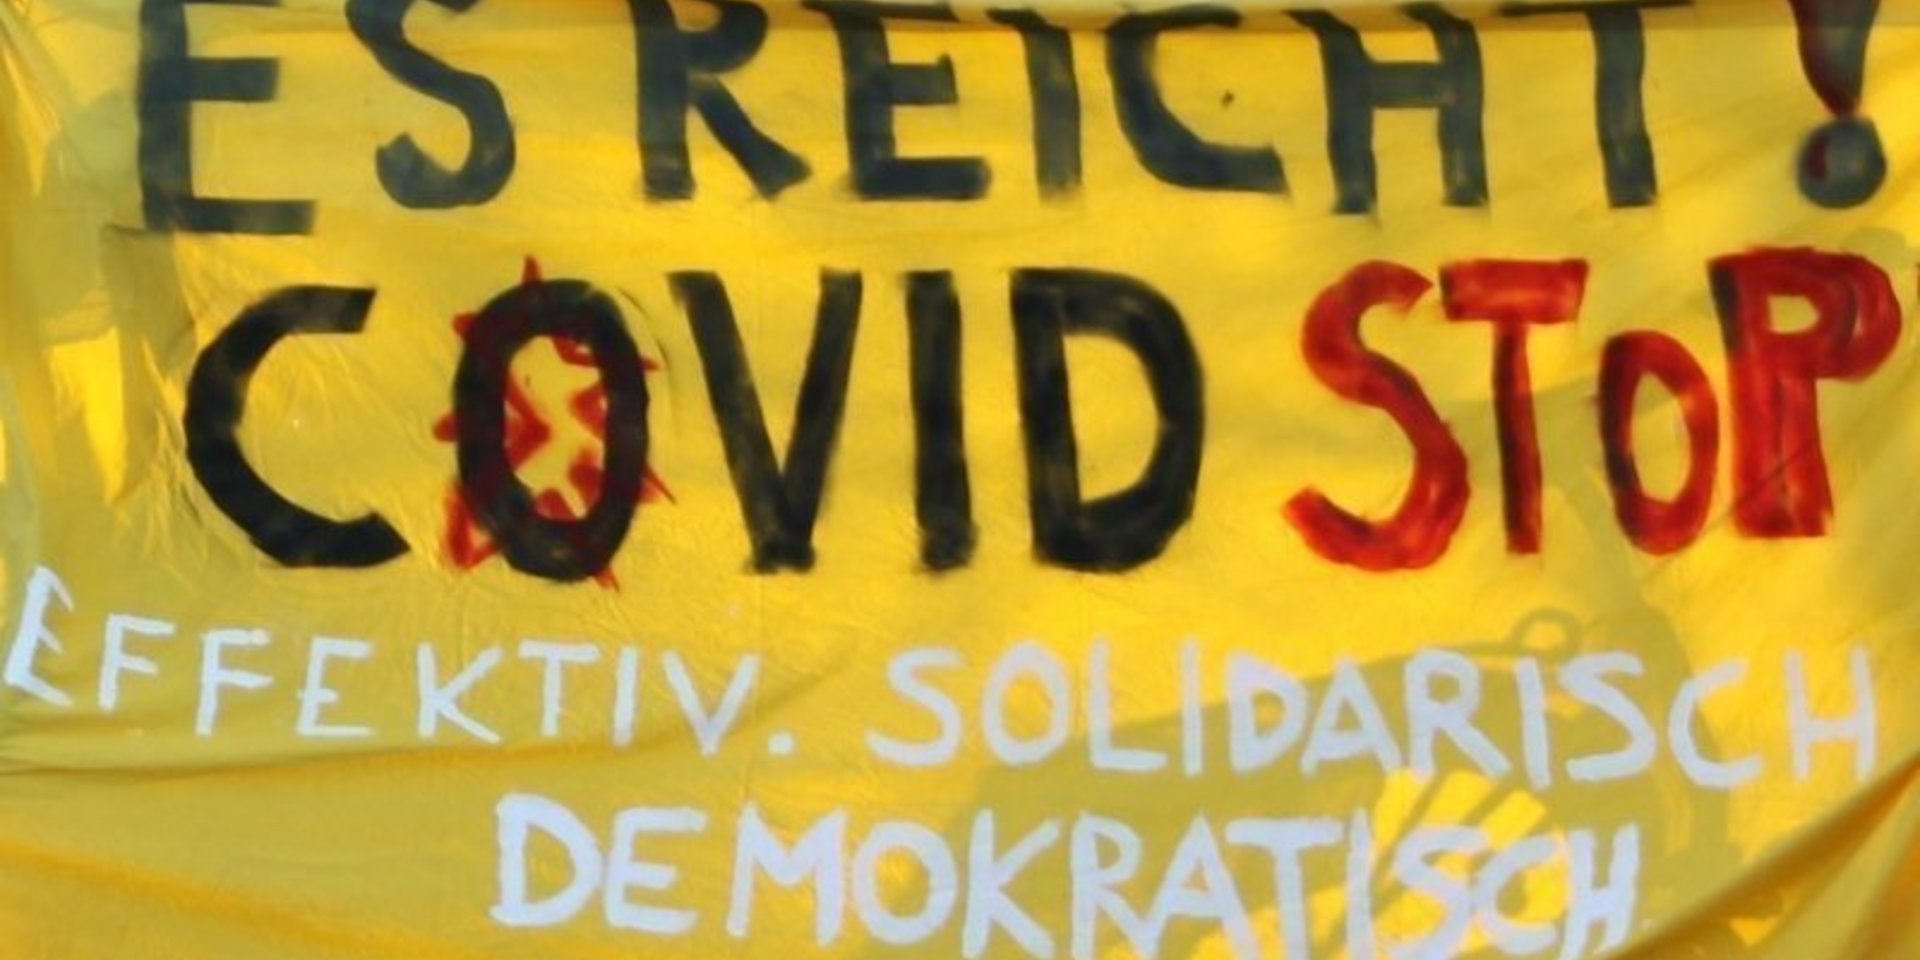 ES REICHT!
COVID STOP
EFFEKTIV. SOLIDARISCH
DEMOKRATISCH